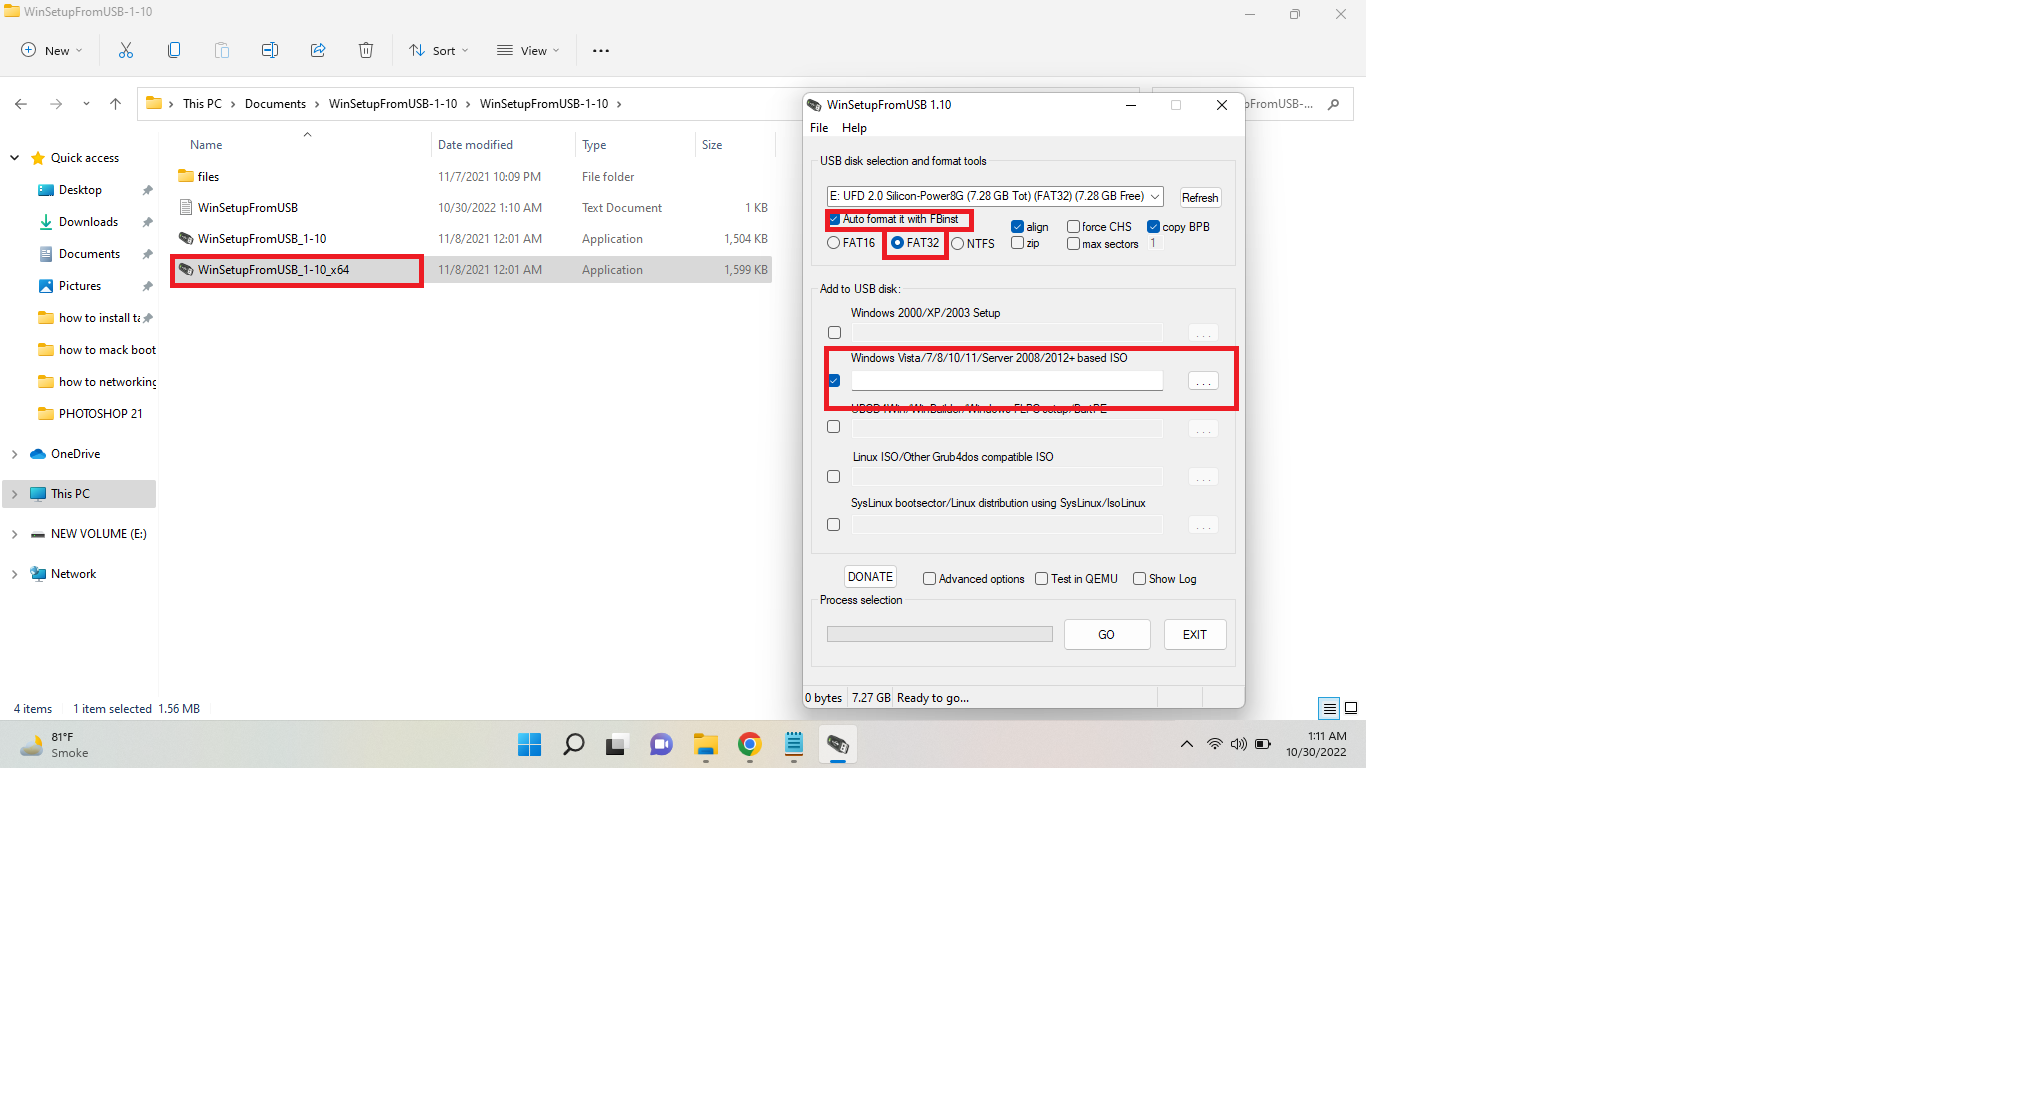 WinSetupFromUSB-1-10
New
Sort
View
This PC
Documents
WinSetupFromUSB-1-10
WinSetupFromUSB-1-10
pFromUSB-...
Name
Date modified
Type
Size
Quick access
Desktop
Downloads
Documents
Pictures
how to install ta
how to mack boot
how to networking
PHOTOSHOP 21
OneDrive
This PC
NEW VOLUME (E:)
Network
files 11/7/2021 10:09 PM File folder
WinSetupFromUSB 10/30/2022 1:10 AM Text Document 1 KB
WinSetupFromUSB_1-10 11/8/2021 12:01 AM Application 1,504 KB
WinSetupFromUSB_1-10_x64 11/8/2021 12:01 AM Application 1,599 KB
WinSetupFromUSB 1.10
File Help
USB disk selection and format tools
E: UFD 2.0 Silicon-Power8G (7.28 GB Tot) (FAT32) (7.28 GB Free)
Refresh
Auto format it with FBinst
align
force CHS
copy BPB
FAT16
FAT32
NTFS
zip
max sectors
1
Add to USB disk:
Windows 2000/XP/2003 Setup
...
Windows Vista/7/8/10/11/Server 2008/2012+ based ISO
...
UBCD4Win/WinBuilder/Windows FLPC setup/BartPE
...
Linux ISO/Other Grub4dos compatible ISO
...
SysLinux bootsector/Linux distribution using SysLinux/IsoLinux
...
DONATE
Advanced options
Test in QEMU
Show Log
Process selection
GO
EXIT
0 bytes
7.27 GB
Ready to go...
4 items
1 item selected 1.56 MB
81°F
Smoke
1:11 AM
10/30/2022